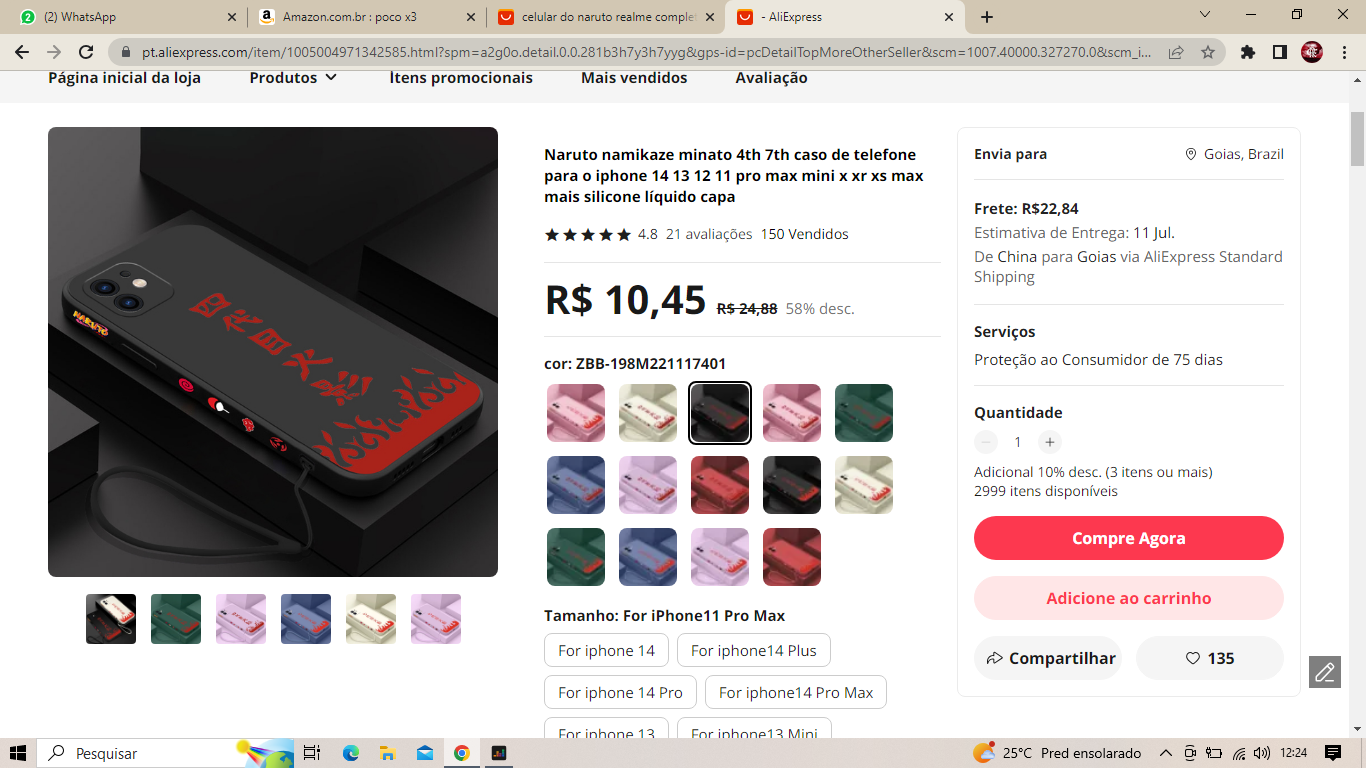 (2) WhatsApp
Amazon.com.br : poco x3
celular do naruto realme comple
- AliExpress
pt.aliexpress.com/item/1005004971342585.html?spm=a2g0o.detail.0.0.281b3h7y3h7yyg&gps-id=pcDetailTopMoreOtherSeller&scm=1007.40000.327270.0&scm_i...
Página inicial da loja
Produtos
Itens promocionais
Mais vendidos
Avaliação
四代目火影
NARUTO
Naruto namikaze minato 4th 7th caso de telefone
para o iphone 14 13 12 11 pro max mini x xr xs max
mais silicone líquido capa
4.8 21 avaliações 150 Vendidos
R$ 10,45 R$ 24,88 58% desc.
cor: ZBB-198M221117401
Tamanho: For iPhone11 Pro Max
For iphone 14
For iphone14 Plus
For iphone 14 Pro
For iphone14 Pro Max
For iphone 13
For iphone13 Mini
Envia para
Goias, Brazil
Frete: R$22,84
Estimativa de Entrega: 11 Jul.
De China para Goias via AliExpress Standard
Shipping
Serviços
Proteção ao Consumidor de 75 dias
Quantidade
1
Adicional 10% desc. (3 itens ou mais)
2999 itens disponíveis
Compre Agora
Adicione ao carrinho
Compartilhar
135
Pesquisar
25°C Pred ensolarado
12:24